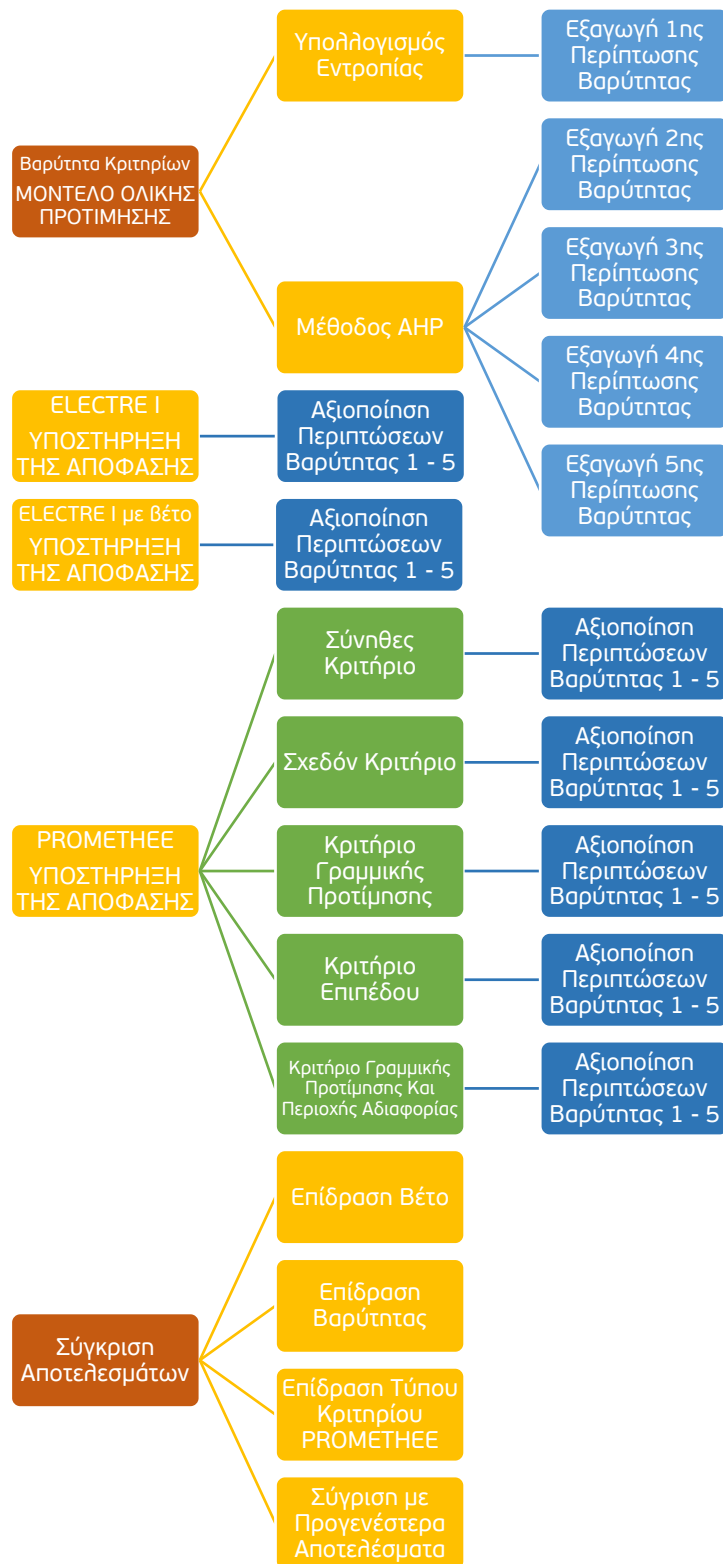 Βαρύτητα Κριτηρίων
ΜΟΝΤΕΛΟ ΟΛΙΚΗΣ
ΠΡΟΤΙΜΗΣΗΣ
Υπολλογισμός
Εντροπίας
Εξαγωγή 1ης
Περίπτωσης
Βαρύτητας
Μέθοδος AHP
Εξαγωγή 2ης
Περίπτωσης
Βαρύτητας
Εξαγωγή 3ης
Περίπτωσης
Βαρύτητας
Εξαγωγή 4ης
Περίπτωσης
Βαρύτητας
Εξαγωγή 5ης
Περίπτωσης
Βαρύτητας
ELECTRE I
ΥΠΟΣΤΗΡΗΞΗ
ΤΗΣ ΑΠΟΦΑΣΗΣ
Αξιοποίηση
Περιπτώσεων
Βαρύτητας 1 - 5
ELECTRE I με βέτο
ΥΠΟΣΤΗΡΗΞΗ
ΤΗΣ ΑΠΟΦΑΣΗΣ
Αξιοποίηση
Περιπτώσεων
Βαρύτητας 1 - 5
PROMETHEE
ΥΠΟΣΤΗΡΗΞΗ
ΤΗΣ ΑΠΟΦΑΣΗΣ
Σύνηθες
Κριτήριο
Αξιοποίηση
Περιπτώσεων
Βαρύτητας 1 - 5
Σχεδόν Κριτήριο
Αξιοποίηση
Περιπτώσεων
Βαρύτητας 1 - 5
Κριτήριο
Γραμμικής
Προτίμησης
Αξιοποίηση
Περιπτώσεων
Βαρύτητας 1 - 5
Κριτήριο
Επιπέδου
Αξιοποίηση
Περιπτώσεων
Βαρύτητας 1 - 5
Κριτήριο Γραμμικής
Προτίμησης Και
Περιοχής Αδιαφορίας
Αξιοποίηση
Περιπτώσεων
Βαρύτητας 1 - 5
Σύγκριση
Αποτελεσμάτων
Επίδραση Βέτο
Επίδραση
Βαρύτητας
Επίδραση Τύπου
Κριτηρίου
PROMETHEE
Σύγριση με
Προγενέστερα
Αποτελέσματα